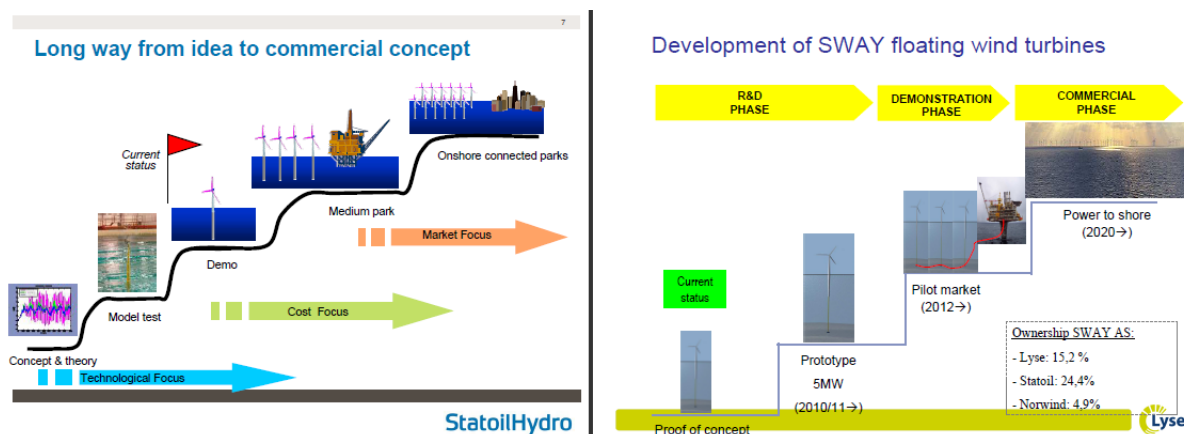 7
Long way from idea to commercial concept
Current
status
Onshore connected parks
Medium park
Market Focus
Demo
Cost Focus
Model test
Concept & theory
Technological Focus
StatoilHydro
Development of SWAY floating wind turbines
R&D
PHASE
DEMONSTRATION
PHASE
COMMERCIAL
PHASE
Power to shore
(2020→)
Current
status
Pilot market
(2012→)
Ownership SWAY AS:
- Lyse: 15,2 %
- Statoil: 24,4%
- Norwind: 4,9%
Prototype
5MW
(2010/11→)
Proof of concept
Lyse